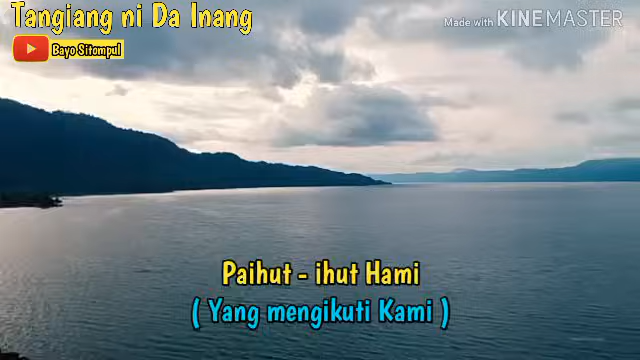 Tangiang ni Da Inang
Made with KINEMASTER
Bayo Sitompul
Paihut - ihut Hami
( Yang mengikuti Kami )